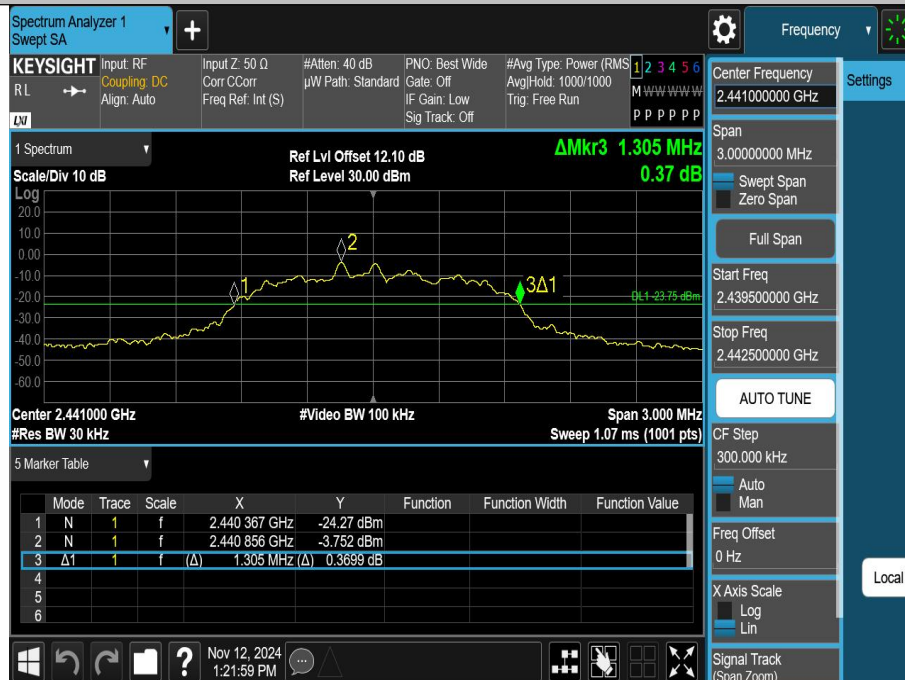 Spectrum Analyzer 1
Swept SA
+
Frequency
KEYSIGHT
RL
LXI
Input: RF
Coupling: DC
Align: Auto
Input Z: 50 Ω
Corr CCorr
Freq Ref: Int (S)
#Atten: 40 dB
µW Path: Standard
PNO: Best Wide
Gate: Off
IF Gain: Low
Sig Track: Off
#Avg Type: Power (RMS
Avg|Hold: 1000/1000
Trig: Free Run
1 2 3 4 5 6
M W W W W W
P P P P P P
1 Spectrum
Scale/Div 10 dB
Ref Lvl Offset 12.10 dB
Ref Level 30.00 dBm
ΔMkr3 1.305 MHz
0.37 dB
Log
20.0
10.0
0.00
-10.0
-20.0
-30.0
-40.0
-50.0
-60.0
1
2
3Δ1
DL1 -23.75 dBm
Center 2.441000 GHz
#Video BW 100 kHz
Span 3.000 MHz
#Res BW 30 kHz
Sweep 1.07 ms (1001 pts)
5 Marker Table
Mode Trace Scale X Y Function Function Width Function Value
1 N 1 f 2.440 367 GHz -24.27 dBm
2 N 1 f 2.440 856 GHz -3.752 dBm
3 Δ1 1 f (Δ) 1.305 MHz (Δ) 0.3699 dB
4
5
6
?
Nov 12, 2024
1:21:59 PM
Center Frequency
2.441000000 GHz
Settings
Span
3.00000000 MHz
Swept Span
Zero Span
Full Span
Start Freq
2.439500000 GHz
Stop Freq
2.442500000 GHz
AUTO TUNE
CF Step
300.000 kHz
Auto
Man
Freq Offset
0 Hz
Local
X Axis Scale
Log
Lin
Signal Track
(Span Zoom)